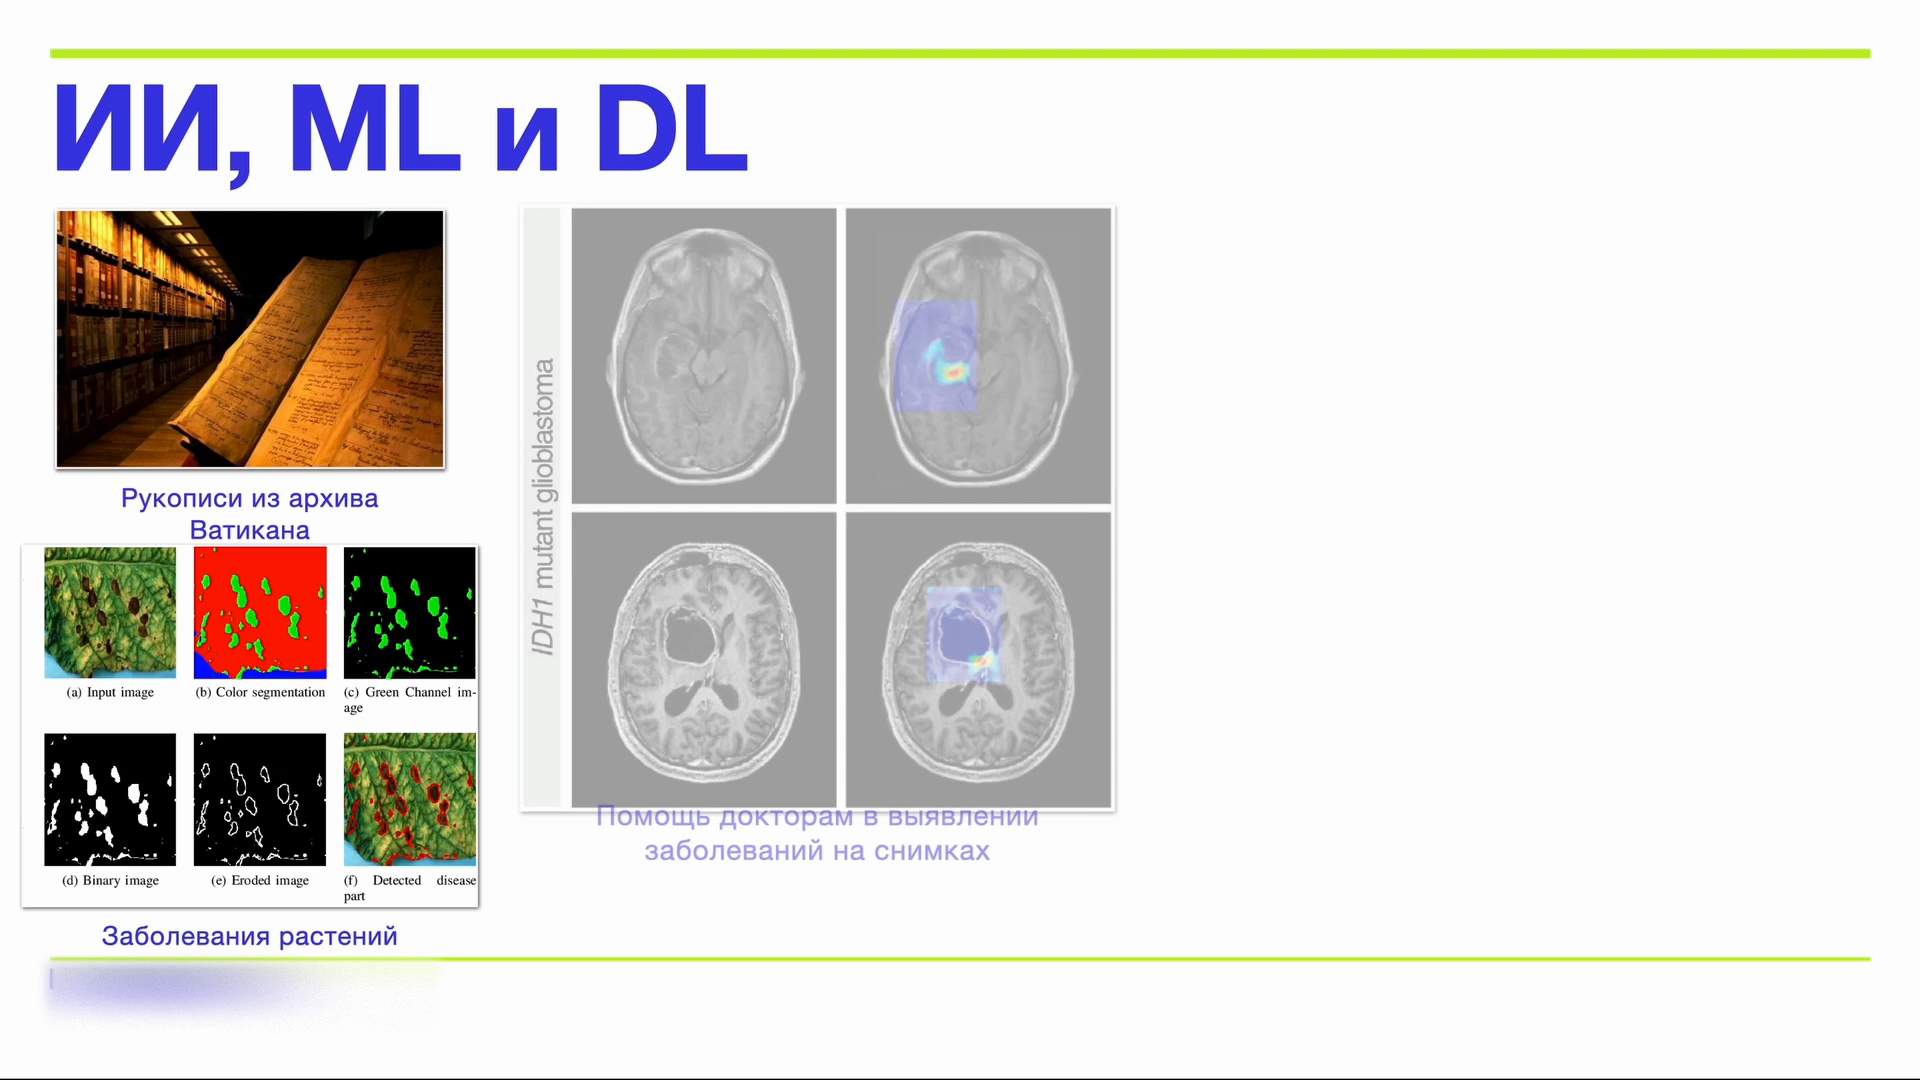 ИИ, ML и DL
Рукописи из архива
Ватикана
(a) Input image
(b) Color segmentation
(c) Green Channel im-
age
(d) Binary image
(e) Eroded image
(f) Detected disease
part
Заболевания растений
IDH1 mutant glioblastoma
Помощь докторам в выявлении
заболеваний на снимках